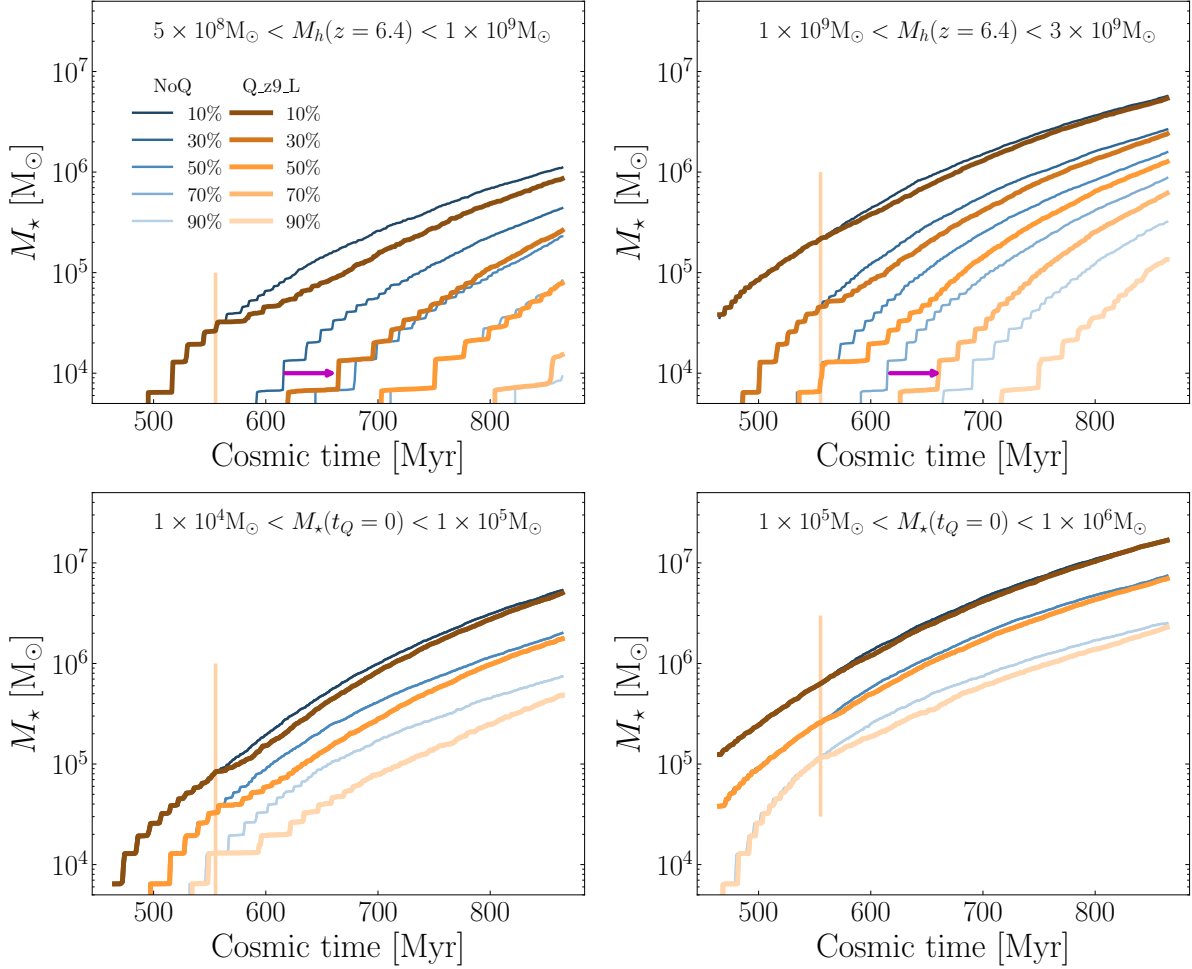 5 × 10⁸M☉ < Mₕ(z = 6.4) < 1 × 10⁹M☉
10⁷
10⁶
10⁵
10⁴
M⋆ [M☉]
NoQ Q_z9_L
10% 10%
30% 30%
50% 50%
70% 70%
90% 90%
500 600 700 800
Cosmic time [Myr]
1 × 10⁹M☉ < Mₕ(z = 6.4) < 3 × 10⁹M☉
10⁷
10⁶
10⁵
10⁴
M⋆ [M☉]
500 600 700 800
Cosmic time [Myr]
1 × 10⁴M☉ < M⋆(t_Q = 0) < 1 × 10⁵M☉
10⁷
10⁶
10⁵
10⁴
M⋆ [M☉]
500 600 700 800
Cosmic time [Myr]
1 × 10⁵M☉ < M⋆(t_Q = 0) < 1 × 10⁶M☉
10⁷
10⁶
10⁵
10⁴
M⋆ [M☉]
500 600 700 800
Cosmic time [Myr]